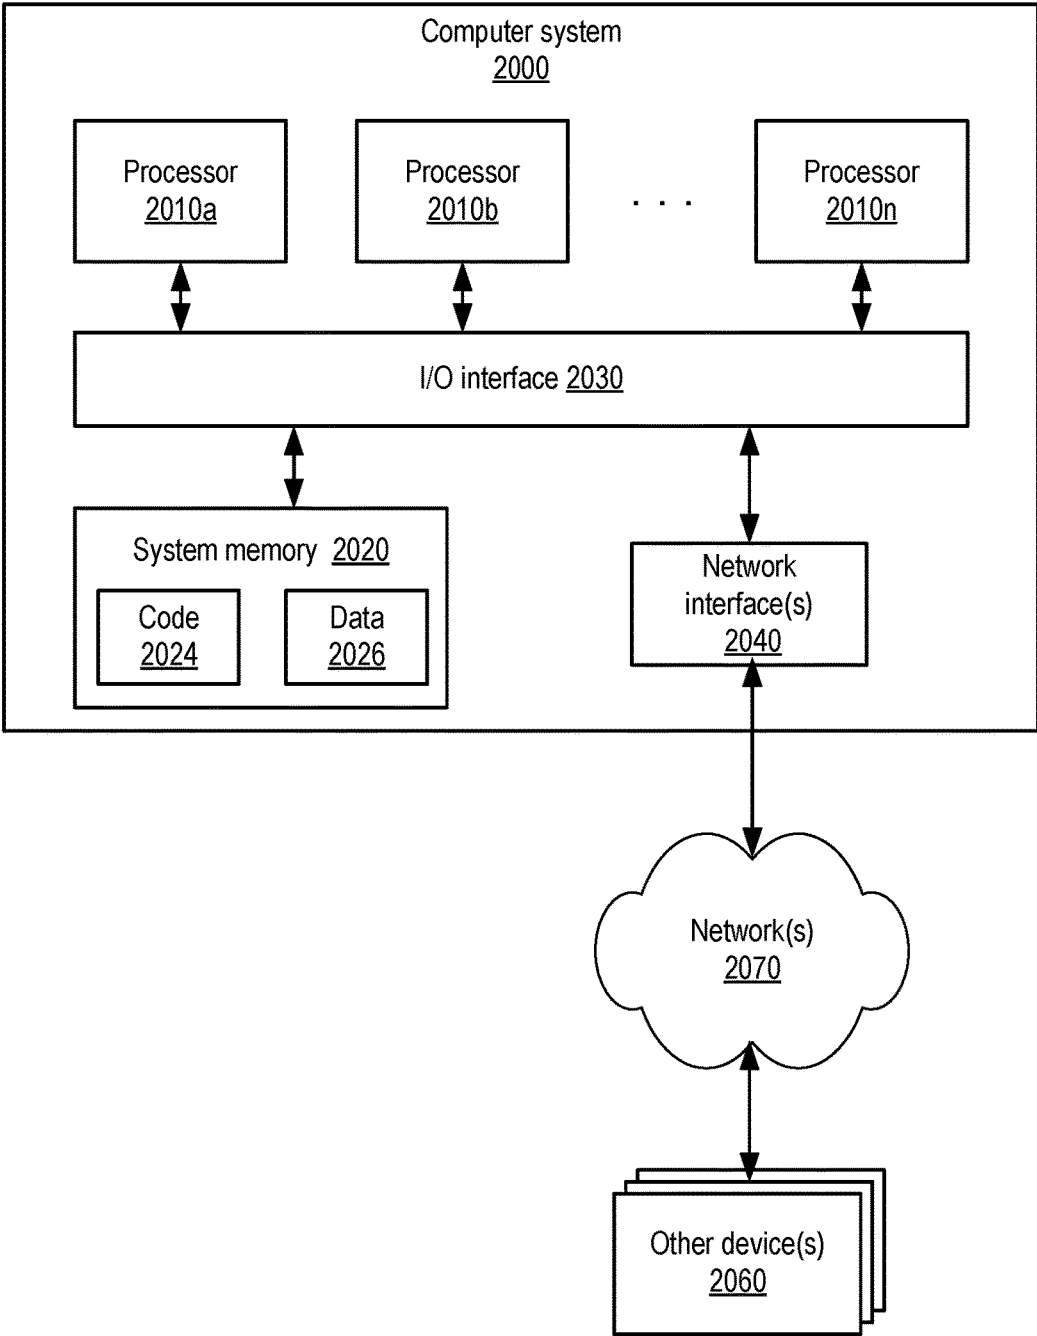 Computer system
2000
Processor
2010a
Processor
2010b
. . .
Processor
2010n
I/O interface 2030
System memory 2020
Code
2024
Data
2026
Network
interface(s)
2040
Network(s)
2070
Other device(s)
2060